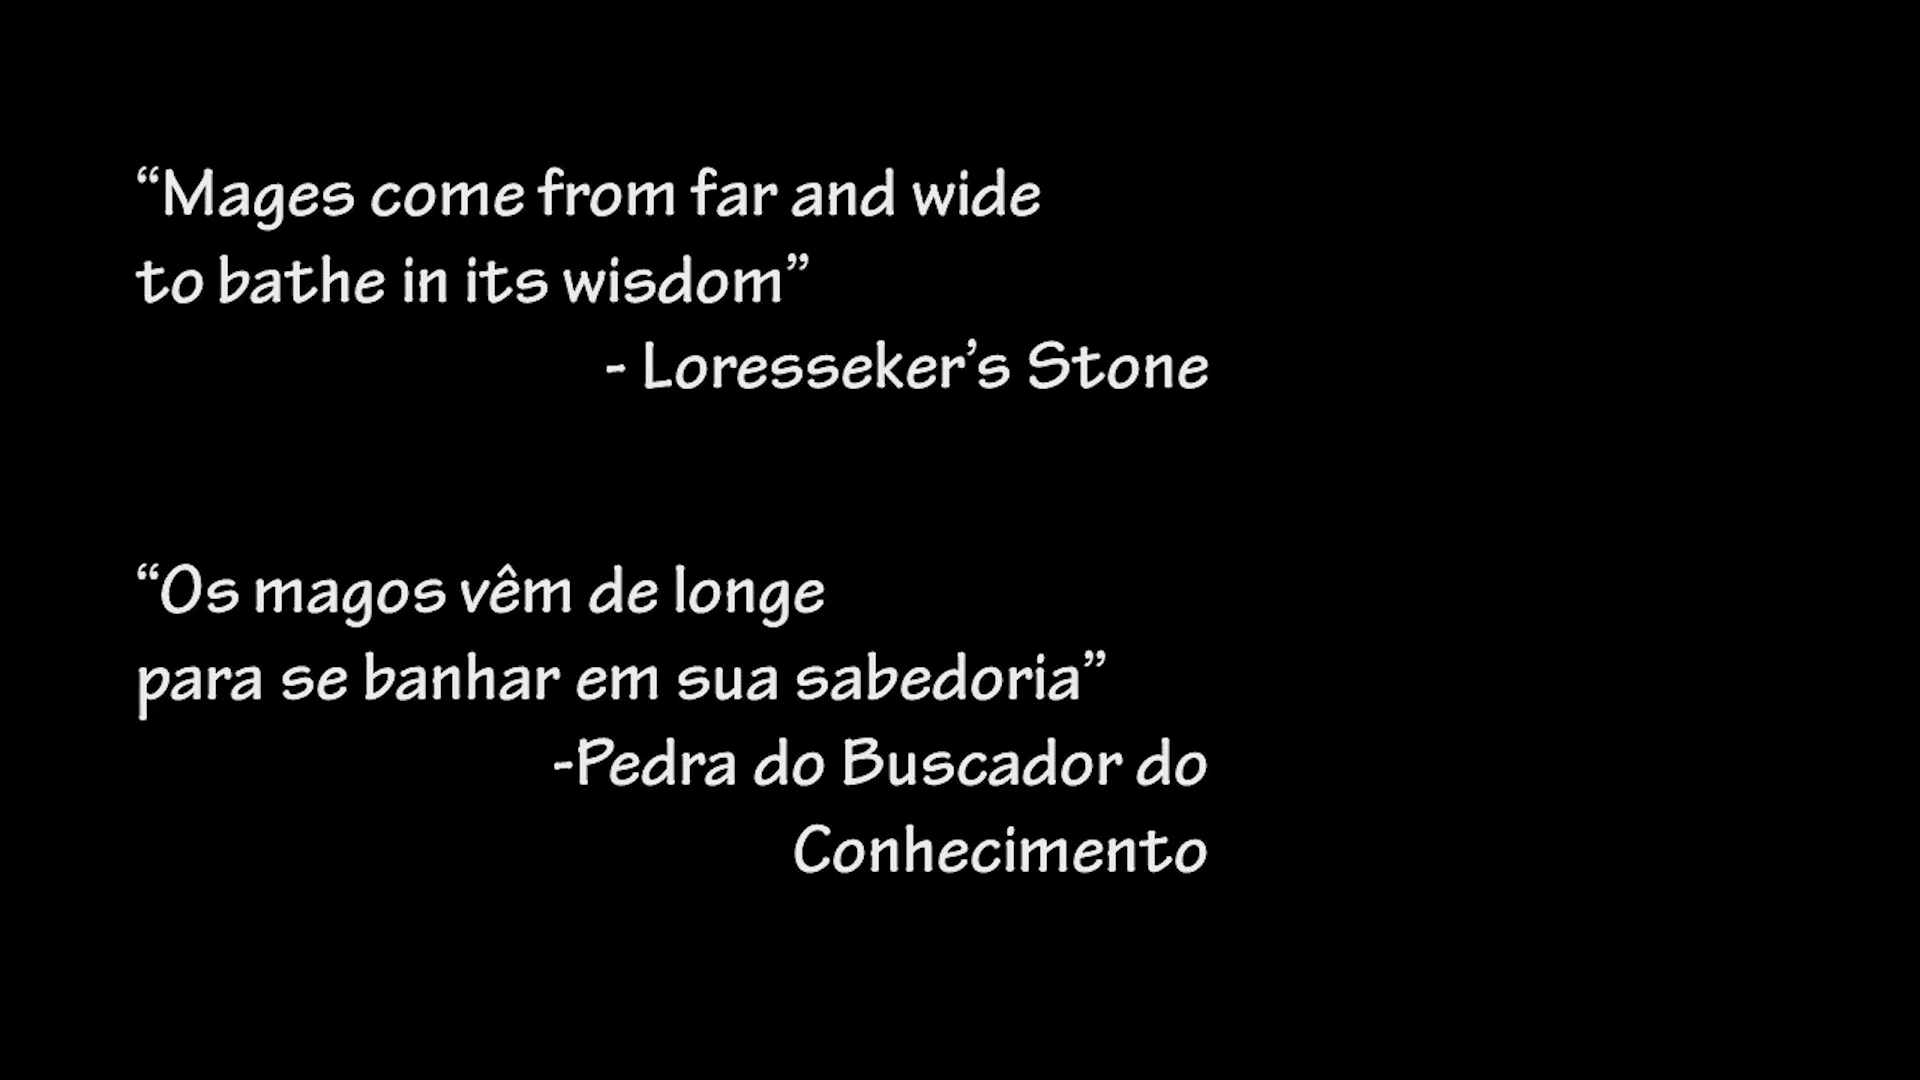 “Mages come from far and wide
to bathe in its wisdom”
- Loresseker’s Stone
“Os magos vêm de longe
para se banhar em sua sabedoria”
-Pedra do Buscador do
Conhecimento